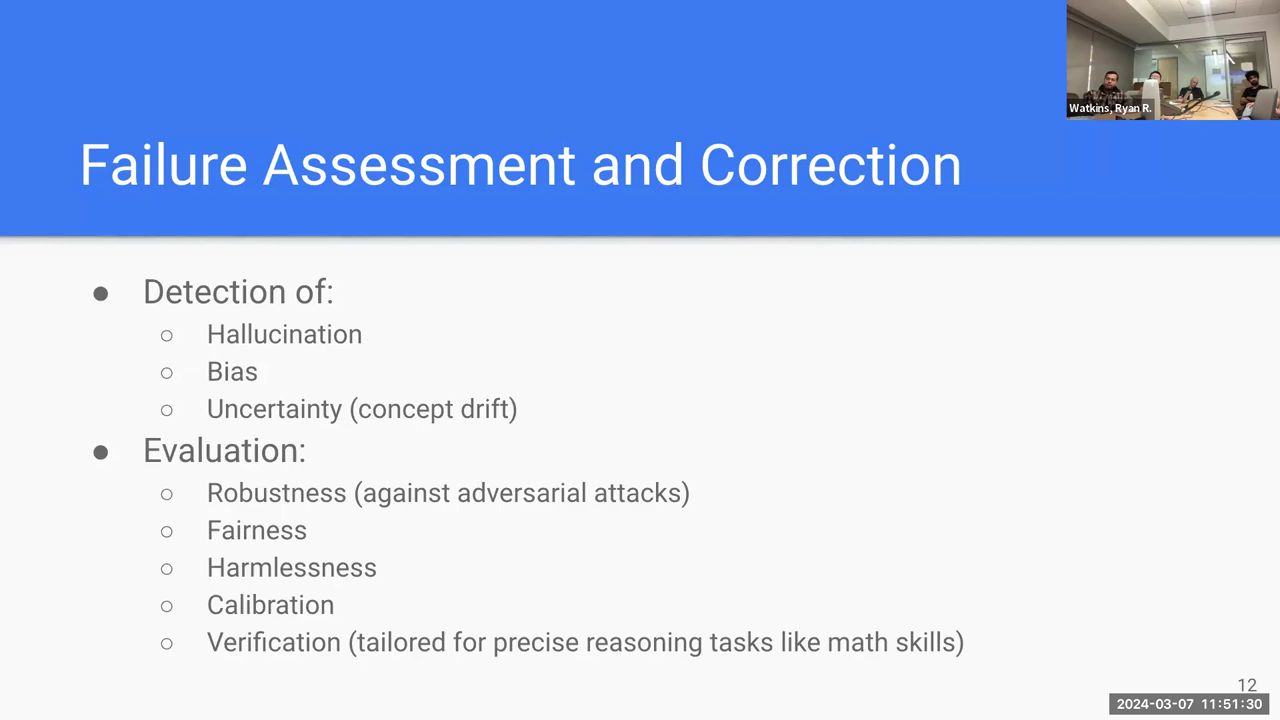 Watkins, Ryan R.
Failure Assessment and Correction
● Detection of:
○ Hallucination
○ Bias
○ Uncertainty (concept drift)
● Evaluation:
○ Robustness (against adversarial attacks)
○ Fairness
○ Harmlessness
○ Calibration
○ Verification (tailored for precise reasoning tasks like math skills)
12
2024-03-07 11:51:30